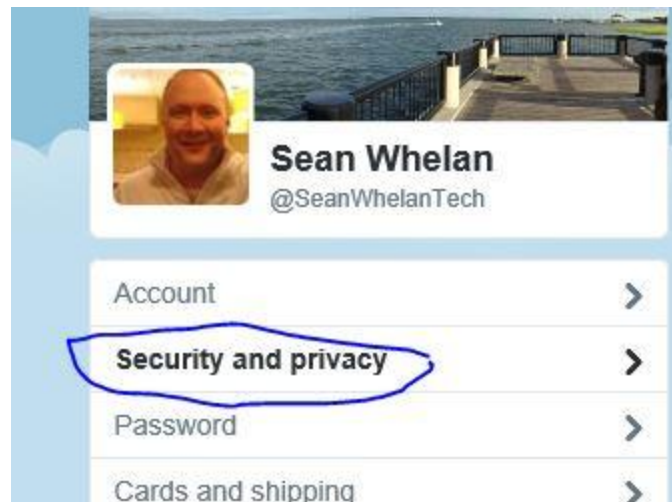 Sean Whelan
@SeanWhelanTech
Account
Security and privacy
Password
Cards and shipping